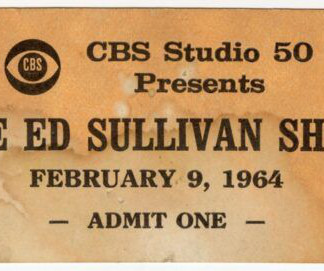 CBS
CBS Studio 50
Presents
E ED SULLIVAN SH
FEBRUARY 9, 1964
— ADMIT ONE —